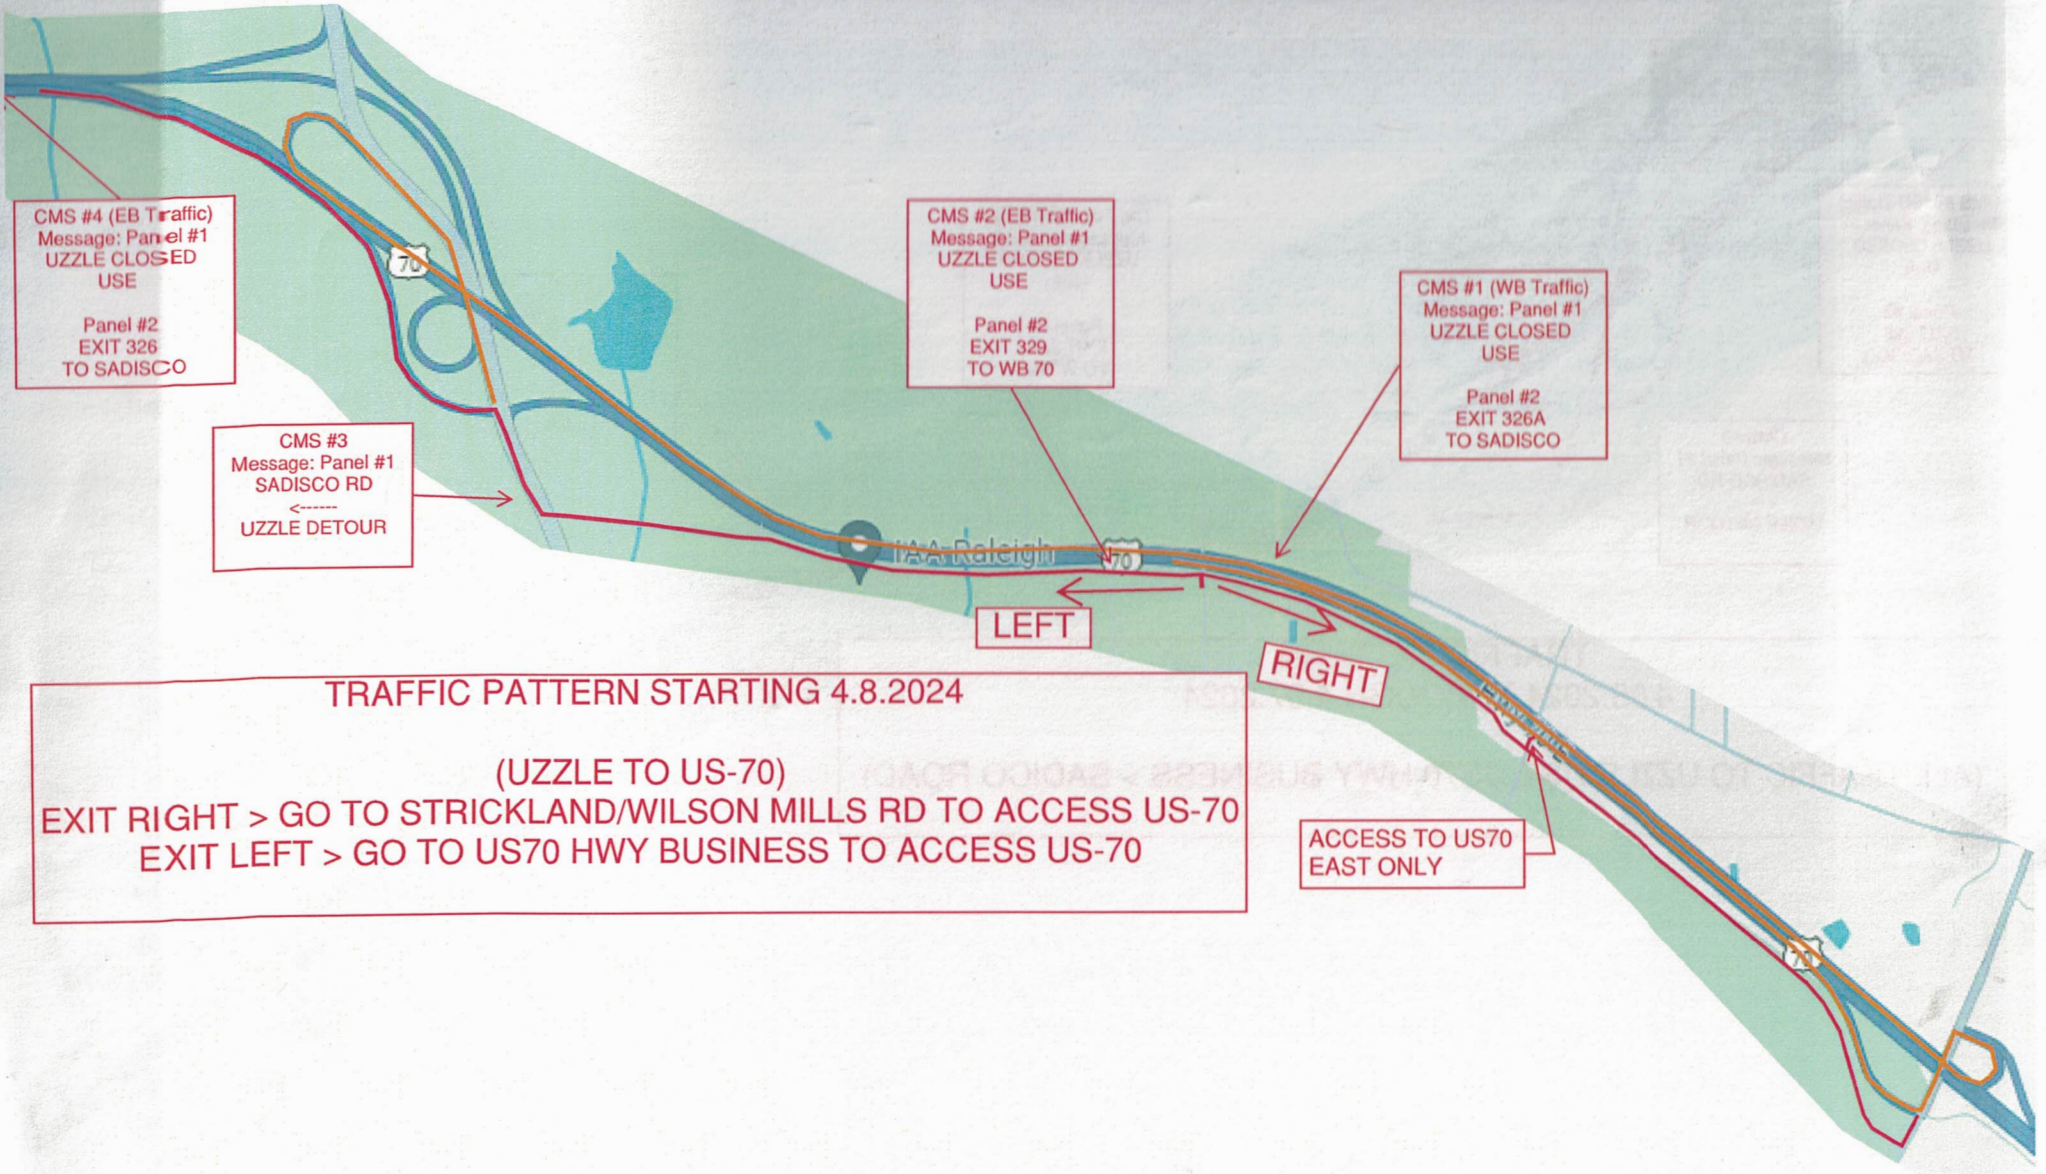 CMS #4 (EB Traffic)
Message: Panel #1
UZZLE CLOSED
USE
Panel #2
EXIT 326
TO SADISCO
70
CMS #3
Message: Panel #1
SADISCO RD
<------
UZZLE DETOUR
CMS #2 (EB Traffic)
Message: Panel #1
UZZLE CLOSED
USE
Panel #2
EXIT 329
TO WB 70
CMS #1 (WB Traffic)
Message: Panel #1
UZZLE CLOSED
USE
Panel #2
EXIT 326A
TO SADISCO
IAA Raleigh
70
LEFT
RIGHT
TRAFFIC PATTERN STARTING 4.8.2024
(UZZLE TO US-70)
EXIT RIGHT > GO TO STRICKLAND/WILSON MILLS RD TO ACCESS US-70
EXIT LEFT > GO TO US70 HWY BUSINESS TO ACCESS US-70
ACCESS TO US70
EAST ONLY
70